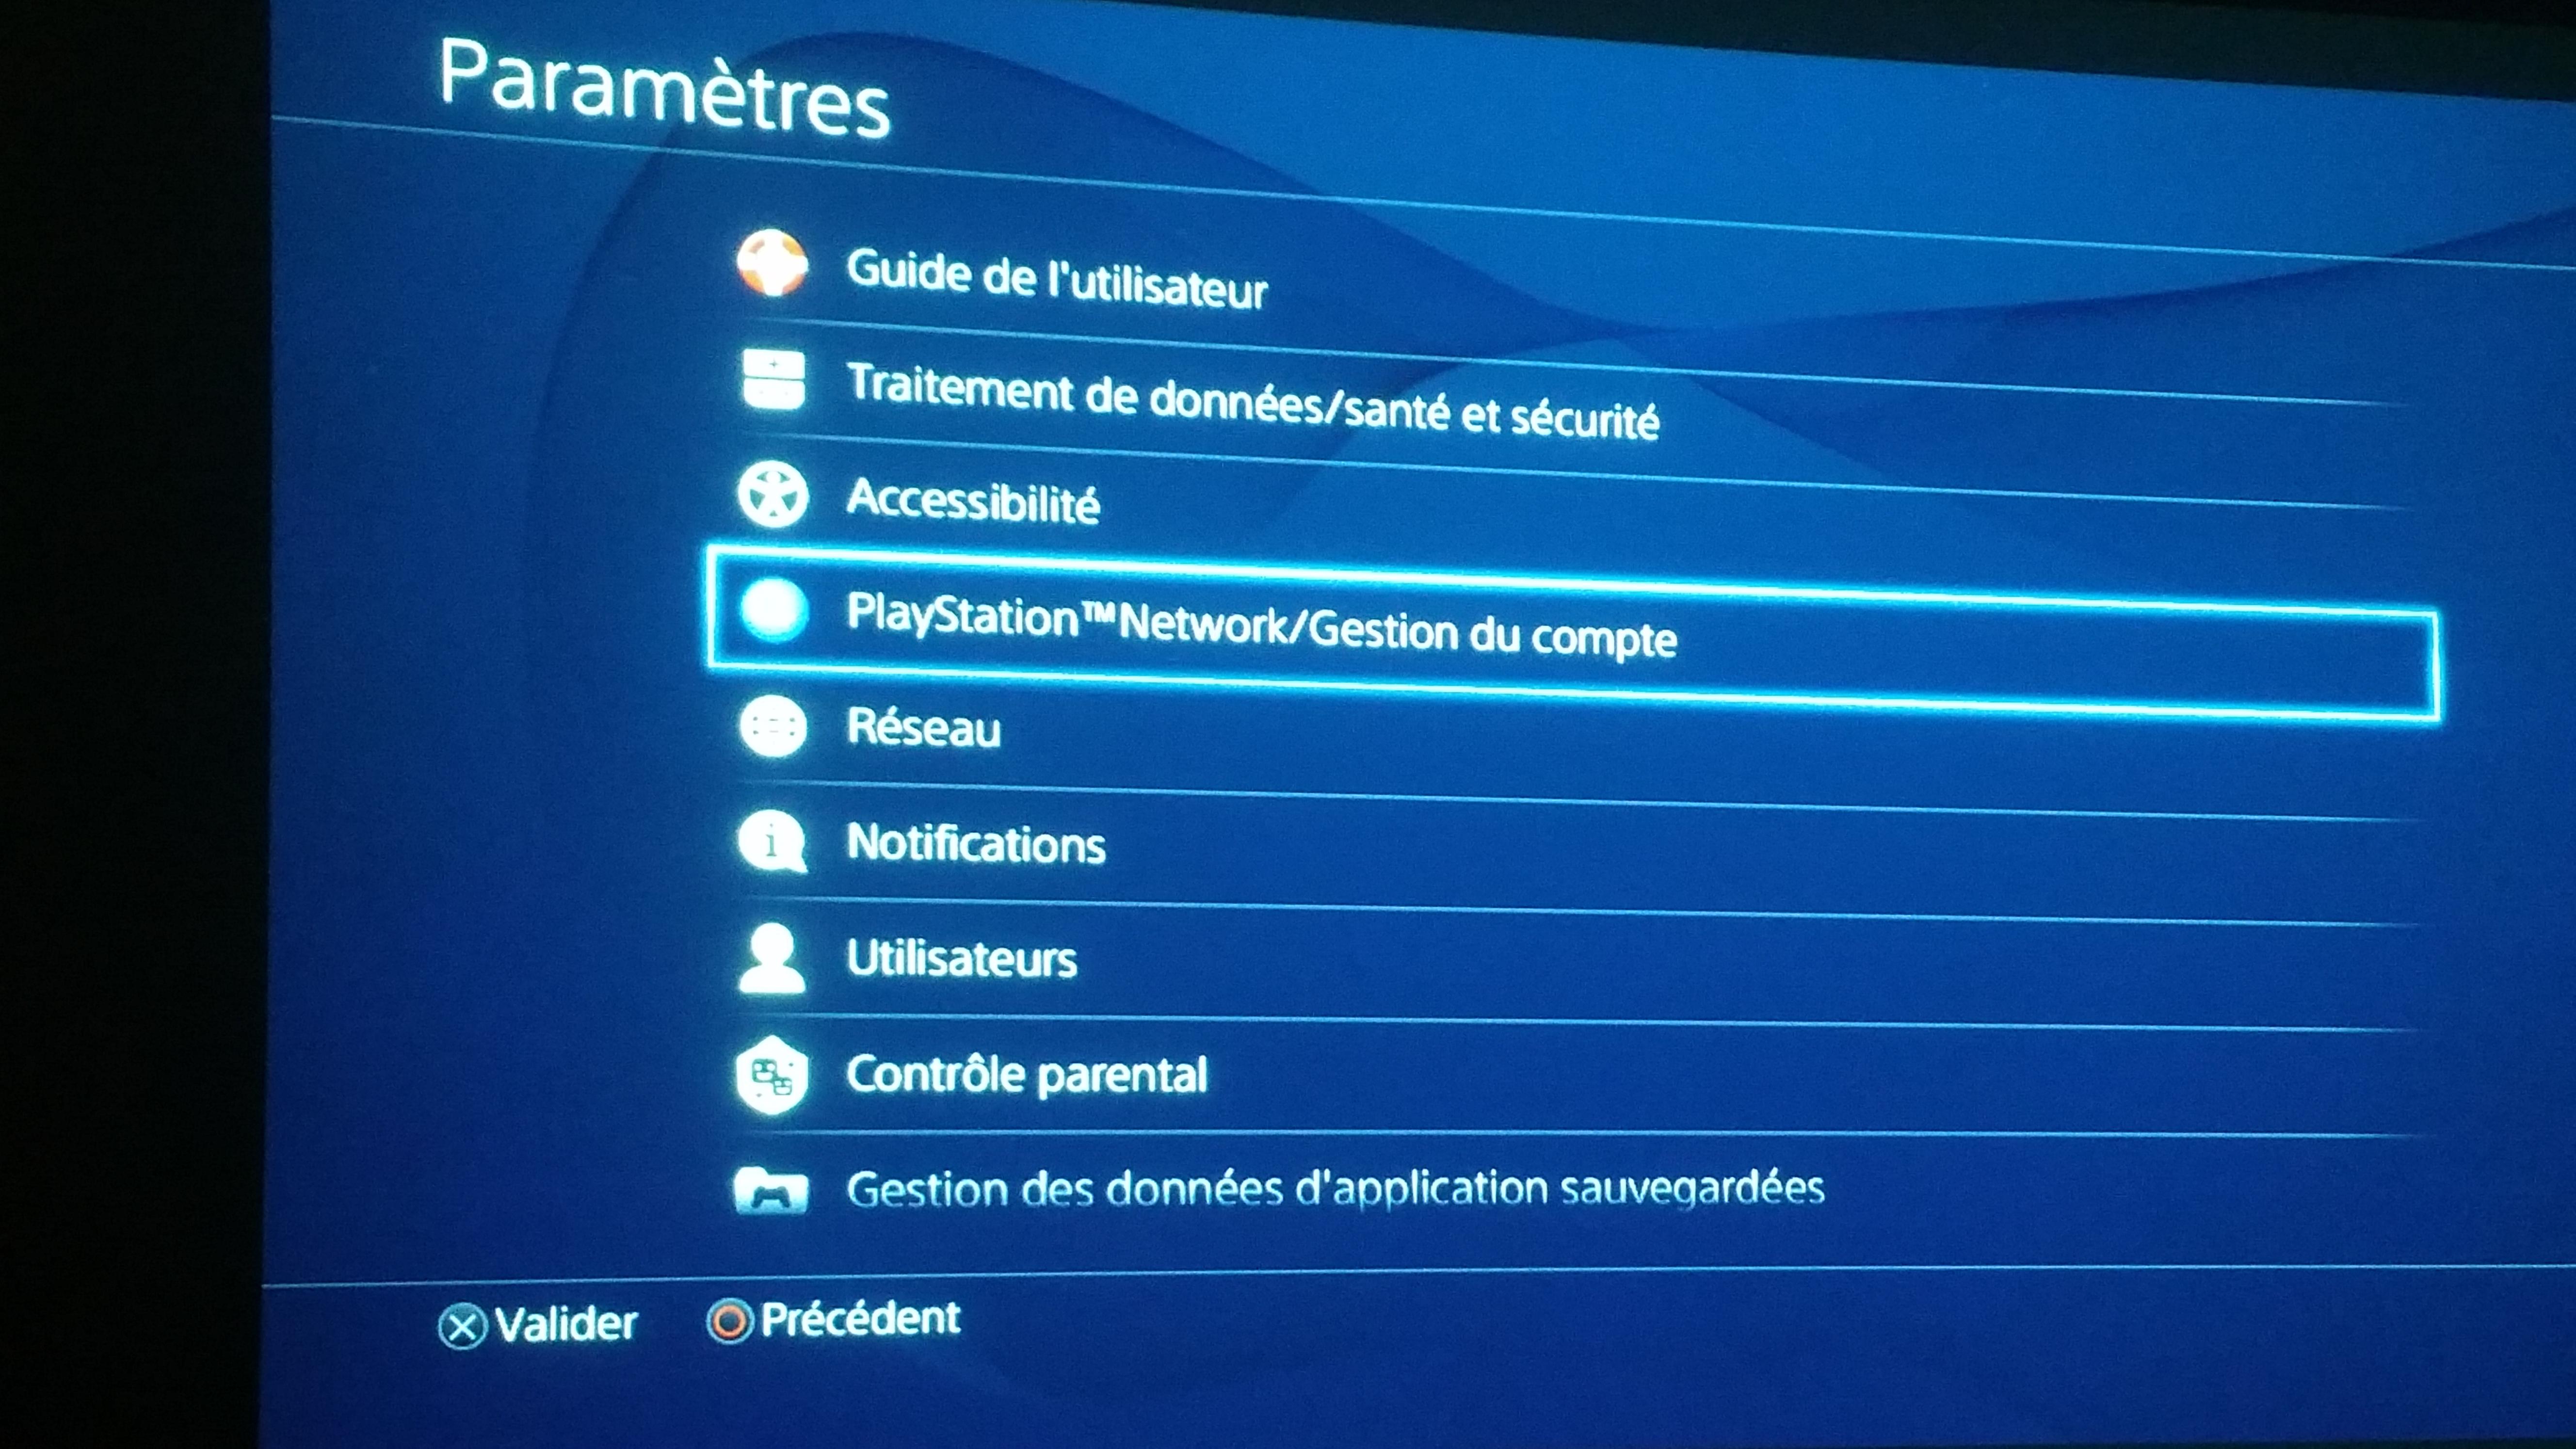 Paramètres
Guide de l'utilisateur
Traitement de données/santé et sécurité
Accessibilité
PlayStation™Network/Gestion du compte
Réseau
Notifications
Utilisateurs
Contrôle parental
Gestion des données d'application sauvegardées
Valider Précédent